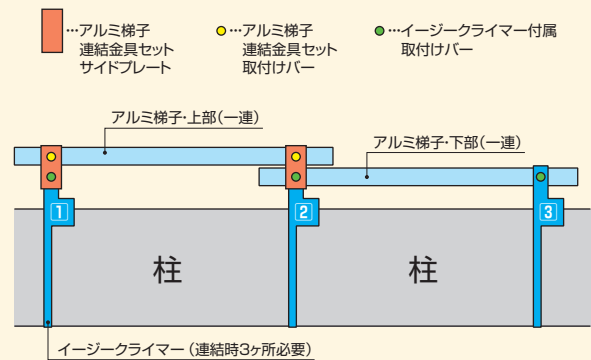 …アルミ梯子
連結金具セット
サイドプレート
…アルミ梯子
連結金具セット
取付けバー
…イージークライマー付属
取付けバー
アルミ梯子・上部(一連)
アルミ梯子・下部(一連)
1
2
3
柱
柱
イージークライマー(連結時3ヶ所必要)